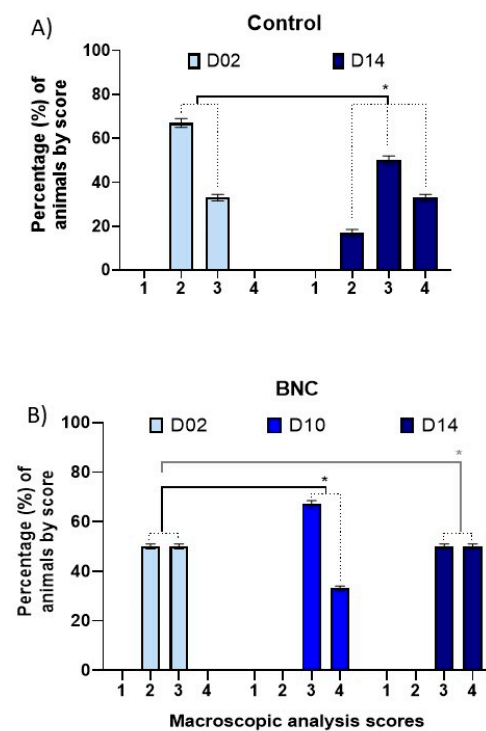 A)
Control
D02 D14
Percentage (%) of
animals by score
100
80
60
40
20
0
*
1 2 3 4 1 2 3 4
B)
BNC
D02 D10 D14
Percentage (%) of
animals by score
100
80
60
40
20
0
*
*
1 2 3 4 1 2 3 4 1 2 3 4
Macroscopic analysis scores